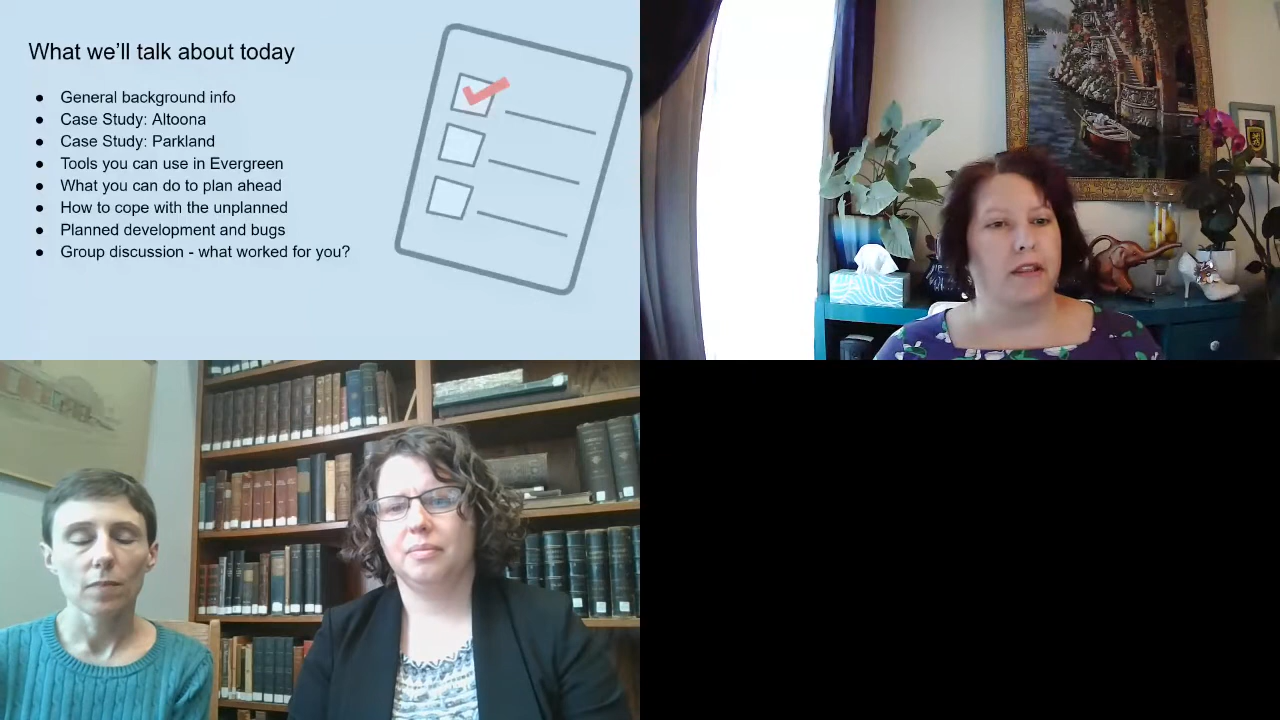 What we'll talk about today
● General background info
● Case Study: Altoona
● Case Study: Parkland
● Tools you can use in Evergreen
● What you can do to plan ahead
● How to cope with the unplanned
● Planned development and bugs
● Group discussion - what worked for you?